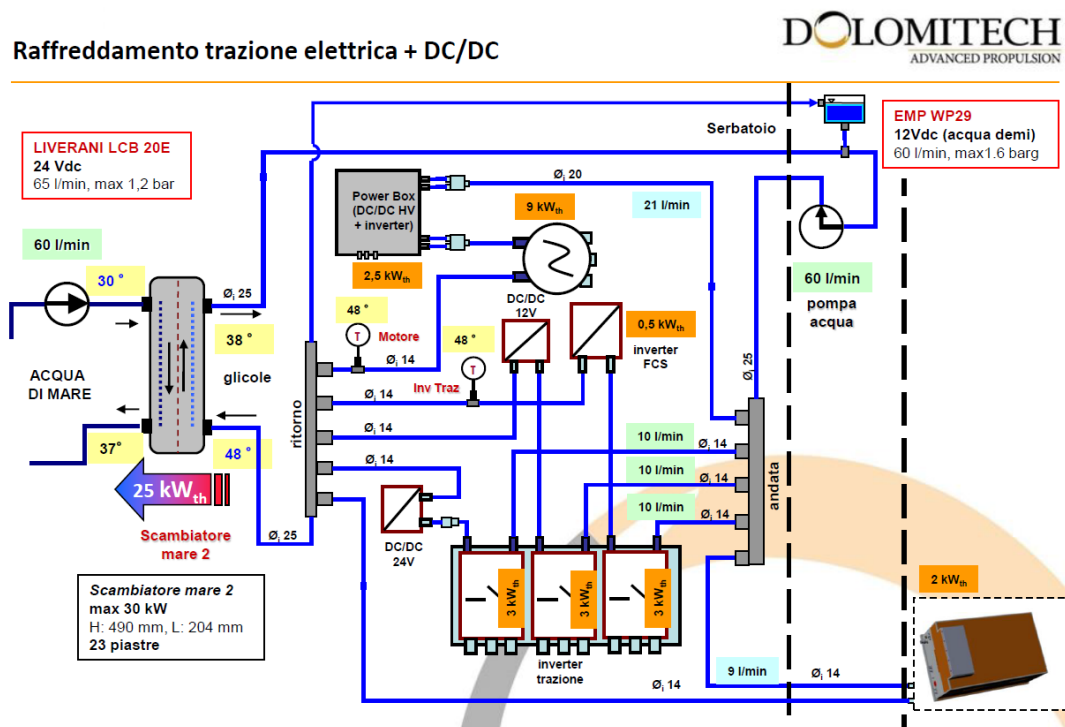 Raffreddamento trazione elettrica + DC/DC
DOLOMITECH
ADVANCED PROPULSION
LIVERANI LCB 20E
24 Vdc
65 l/min, max 1,2 bar
Serbatoio
EMP WP29
12Vdc (acqua demi)
60 l/min, max1.6 barg
Power Box
(DC/DC HV
+ inverter)
Øi 20
9 kWth
21 l/min
60 l/min
30°
2,5 kWth
60 l/min
pompa
acqua
Øi 25
38°
glicole
48°
Motore
Øi 14
DC/DC
12V
0,5 kWth
inverter
FCS
48°
Inv Traz
Øi 14
Øi 25
ACQUA
DI MARE
ritorno
Øi 14
10 l/min
Øi 14
37°
48°
Øi 14
10 l/min
Øi 14
andata
25 kWth
10 l/min
Øi 14
Scambiatore
mare 2
Øi 25
DC/DC
24V
3 kWth
3 kWth
3 kWth
2 kWth
Scambiatore mare 2
max 30 kW
H: 490 mm, L: 204 mm
23 piastre
inverter
trazione
9 l/min
Øi 14
Øi 14
T
T